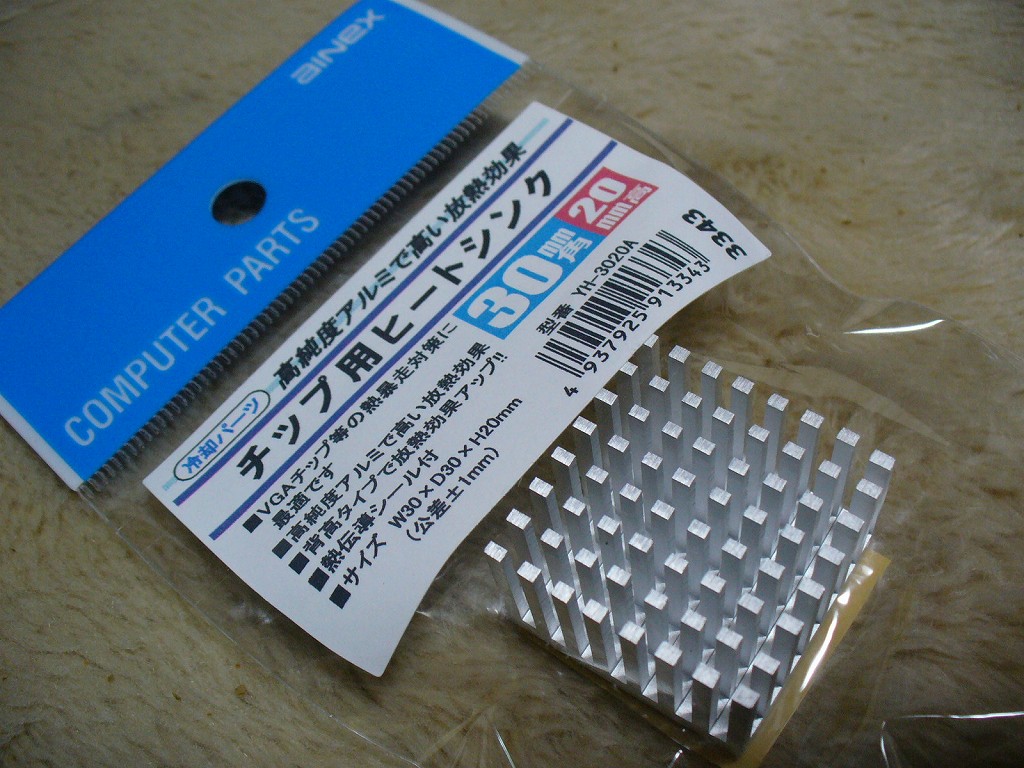 aiNEX
COMPUTER PARTS
冷却パーツ
高純度アルミで高い放熱効果
チップ用ヒートシンク
30mm角
20mm高
■VGAチップ等の熱暴走対策に
最適です
■高純度アルミで高い放熱効果
■背高タイプで放熱効果アップ!!
■熱伝導シール付
■サイズ W30×D30×H20mm
(公差±1mm)
型番 YH-3020A
4 937925 913343
3343